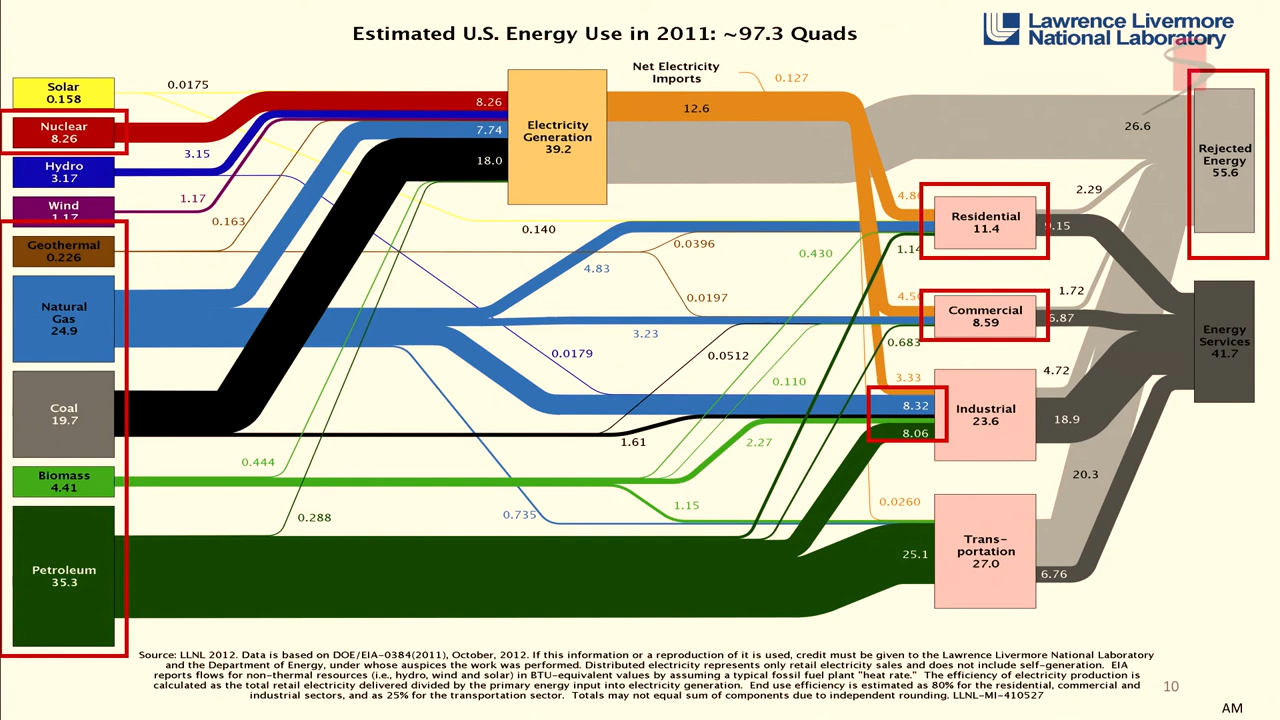 Estimated U.S. Energy Use in 2011: ~97.3 Quads
Lawrence Livermore
National Laboratory
Net Electricity
Imports
0.127
Solar
0.158
0.0175
Nuclear
8.26
8.26
12.6
Electricity
Generation
39.2
26.6
Rejected
Energy
55.6
7.74
Hydro
3.17
3.15
18.0
Wind
1.17
1.17
2.29
Residential
11.4
0.163
0.140
Geothermal
0.226
0.0396
0.430
4.83
Natural
Gas
24.9
0.0197
1.72
Commercial
8.59
6.87
3.23
0.683
Energy
Services
41.7
0.0179
0.0512
4.72
0.110
3.33
Coal
19.7
8.32
Industrial
23.6
18.9
8.06
1.61
2.27
0.444
Biomass
4.41
20.3
1.15
0.0260
0.288
0.735
Trans-
portation
27.0
25.1
6.76
Petroleum
35.3
Source: LLNL 2012. Data is based on DOE/EIA-0384(2011), October, 2012. If this information or a reproduction of it is used, credit must be given to the Lawrence Livermore National Laboratory
and the Department of Energy, under whose auspices the work was performed. Distributed electricity represents only retail electricity sales and does not include self-generation. EIA
reports flows for non-thermal resources (i.e., hydro, wind and solar) in BTU-equivalent values by assuming a typical fossil fuel plant "heat rate." The efficiency of electricity production is
calculated as the total retail electricity delivered divided by the primary energy input into electricity generation. End use efficiency is estimated as 80% for the residential, commercial and
industrial sectors, and as 25% for the transportation sector. Totals may not equal sum of components due to independent rounding. LLNL-MI-410527
10
AM